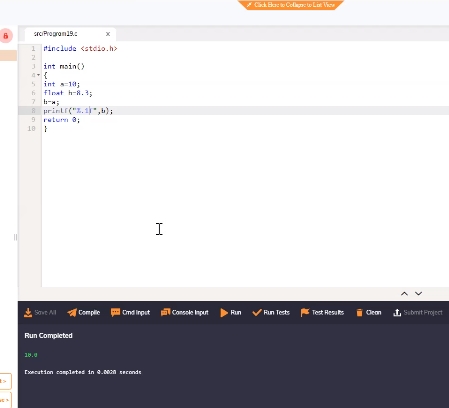 Click Here to Collapse to List View
src/Program19.c x
1 #include <stdio.h>
2
3 int main()
4 {
5 int a=10;
6 float b=8.3;
7 b=a;
8 printf("%.1f",b);
9 return 0;
10 }
Save All Compile Cmd Input Console Input Run Run Tests Test Results Clean Submit Project
Run Completed
10.0
Execution completed in 0.0028 seconds